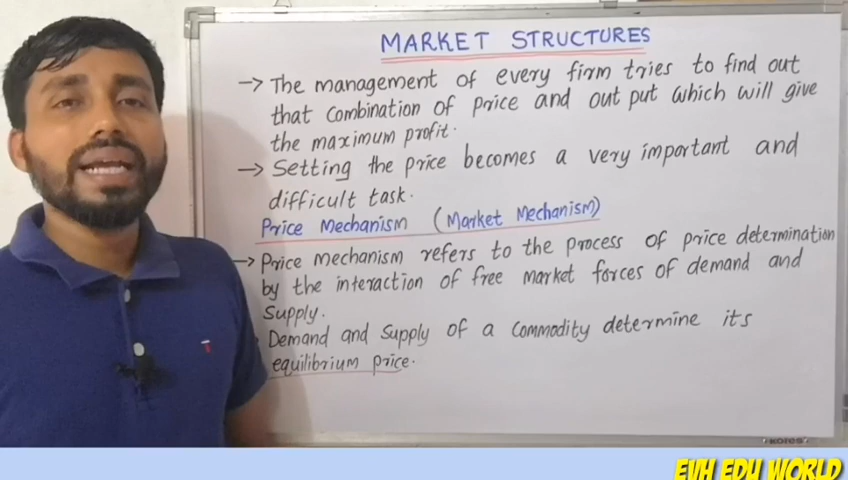 MARKET STRUCTURES
→ The management of every firm tries to find out
that combination of price and out put which will give
the maximum profit.
→ Setting the price becomes a very important and
difficult task.
Price Mechanism (Market Mechanism)
→ Price mechanism refers to the process of price determination
by the interaction of free market forces of demand and
Supply.
Demand and Supply of a commodity determine its
equilibrium price.
KOLES
EVH EDU WORLD